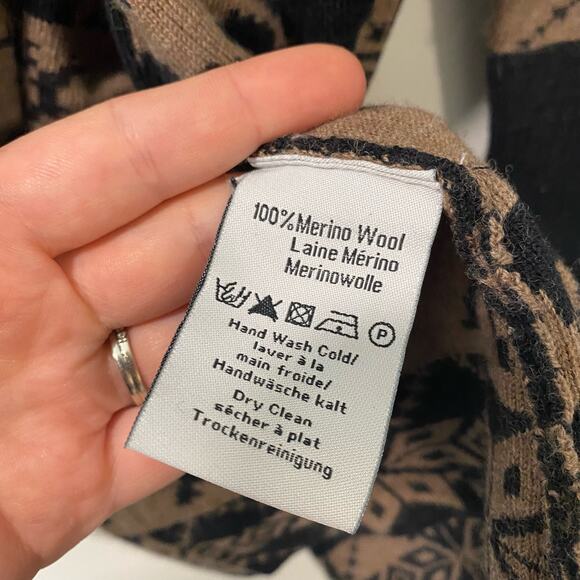 100% Merino Wool
Laine Mérino
Merinowolle
P
Hand Wash Cold/
laver à la
main froide/
Handwäsche kalt
Dry Clean
sécher à plat
Trockenreinigung